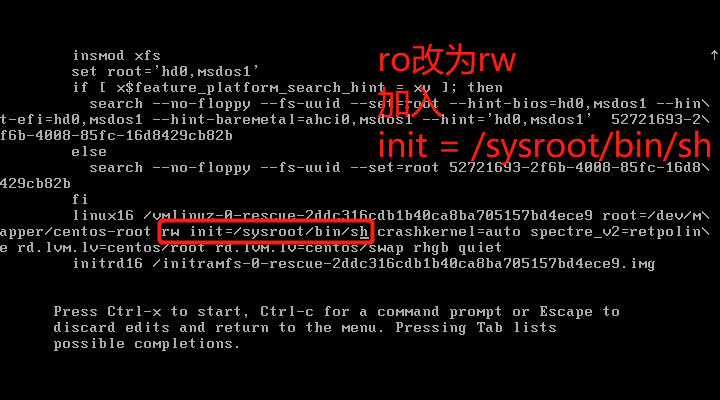 insmod xfs
set root='hd0,msdos1'
if [ x$feature_platform_search_hint = xy ]; then
search --no-floppy --fs-uuid --set=root --hint-bios=hd0,msdos1 --hin\
t-efi=hd0,msdos1 --hint-baremetal=ahci0,msdos1 --hint='hd0,msdos1'  52721693-2\
f6b-4008-85fc-16d8429cb82b
else
search --no-floppy --fs-uuid --set=root 52721693-2f6b-4008-85fc-16d8\
429cb82b
fi
linux16 /vmlinuz-0-rescue-2ddc316cdb1b40ca8ba705157bd4ece9 root=/dev/m\
apper/centos-root rw init=/sysroot/bin/sh crashkernel=auto spectre_v2=retpolin\
e rd.lvm.lv=centos/root rd.lvm.lv=centos/swap rhgb quiet
initrd16 /initramfs-0-rescue-2ddc316cdb1b40ca8ba705157bd4ece9.img
Press Ctrl-x to start, Ctrl-c for a command prompt or Escape to
discard edits and return to the menu. Pressing Tab lists
possible completions.
ro改为rw
加入
init = /sysroot/bin/sh